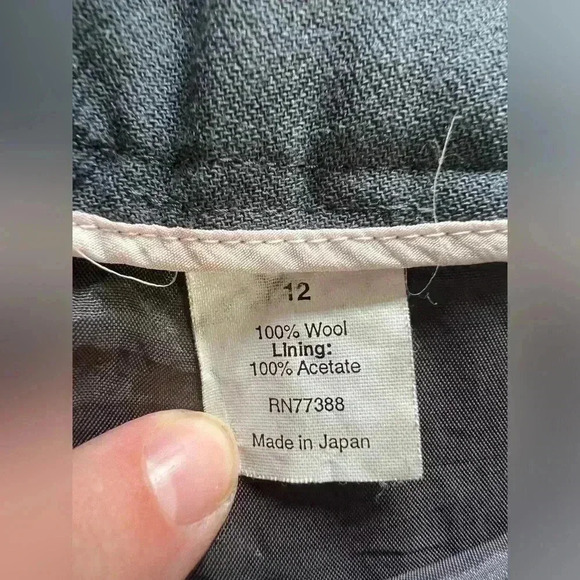 12
100% Wool
Lining:
100% Acetate
RN77388
Made in Japan